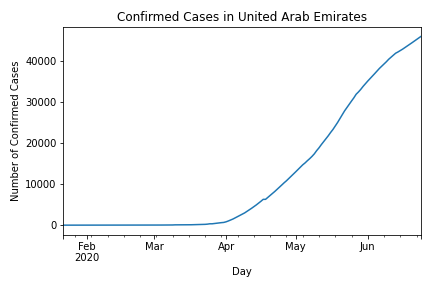 Confirmed Cases in United Arab Emirates
Number of Confirmed Cases
40000
30000
20000
10000
0
Feb
2020
Mar
Apr
May
Jun
Day